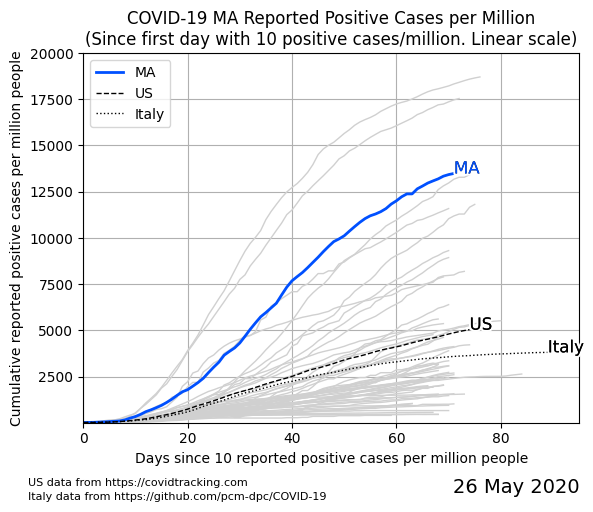 COVID-19 MA Reported Positive Cases per Million
(Since first day with 10 positive cases/million. Linear scale)
Cumulative reported positive cases per million people
20000
17500
15000
12500
10000
7500
5000
2500
MA
US
Italy
MA
US
Italy
0
20
40
60
80
Days since 10 reported positive cases per million people
US data from https://covidtracking.com
Italy data from https://github.com/pcm-dpc/COVID-19
26 May 2020